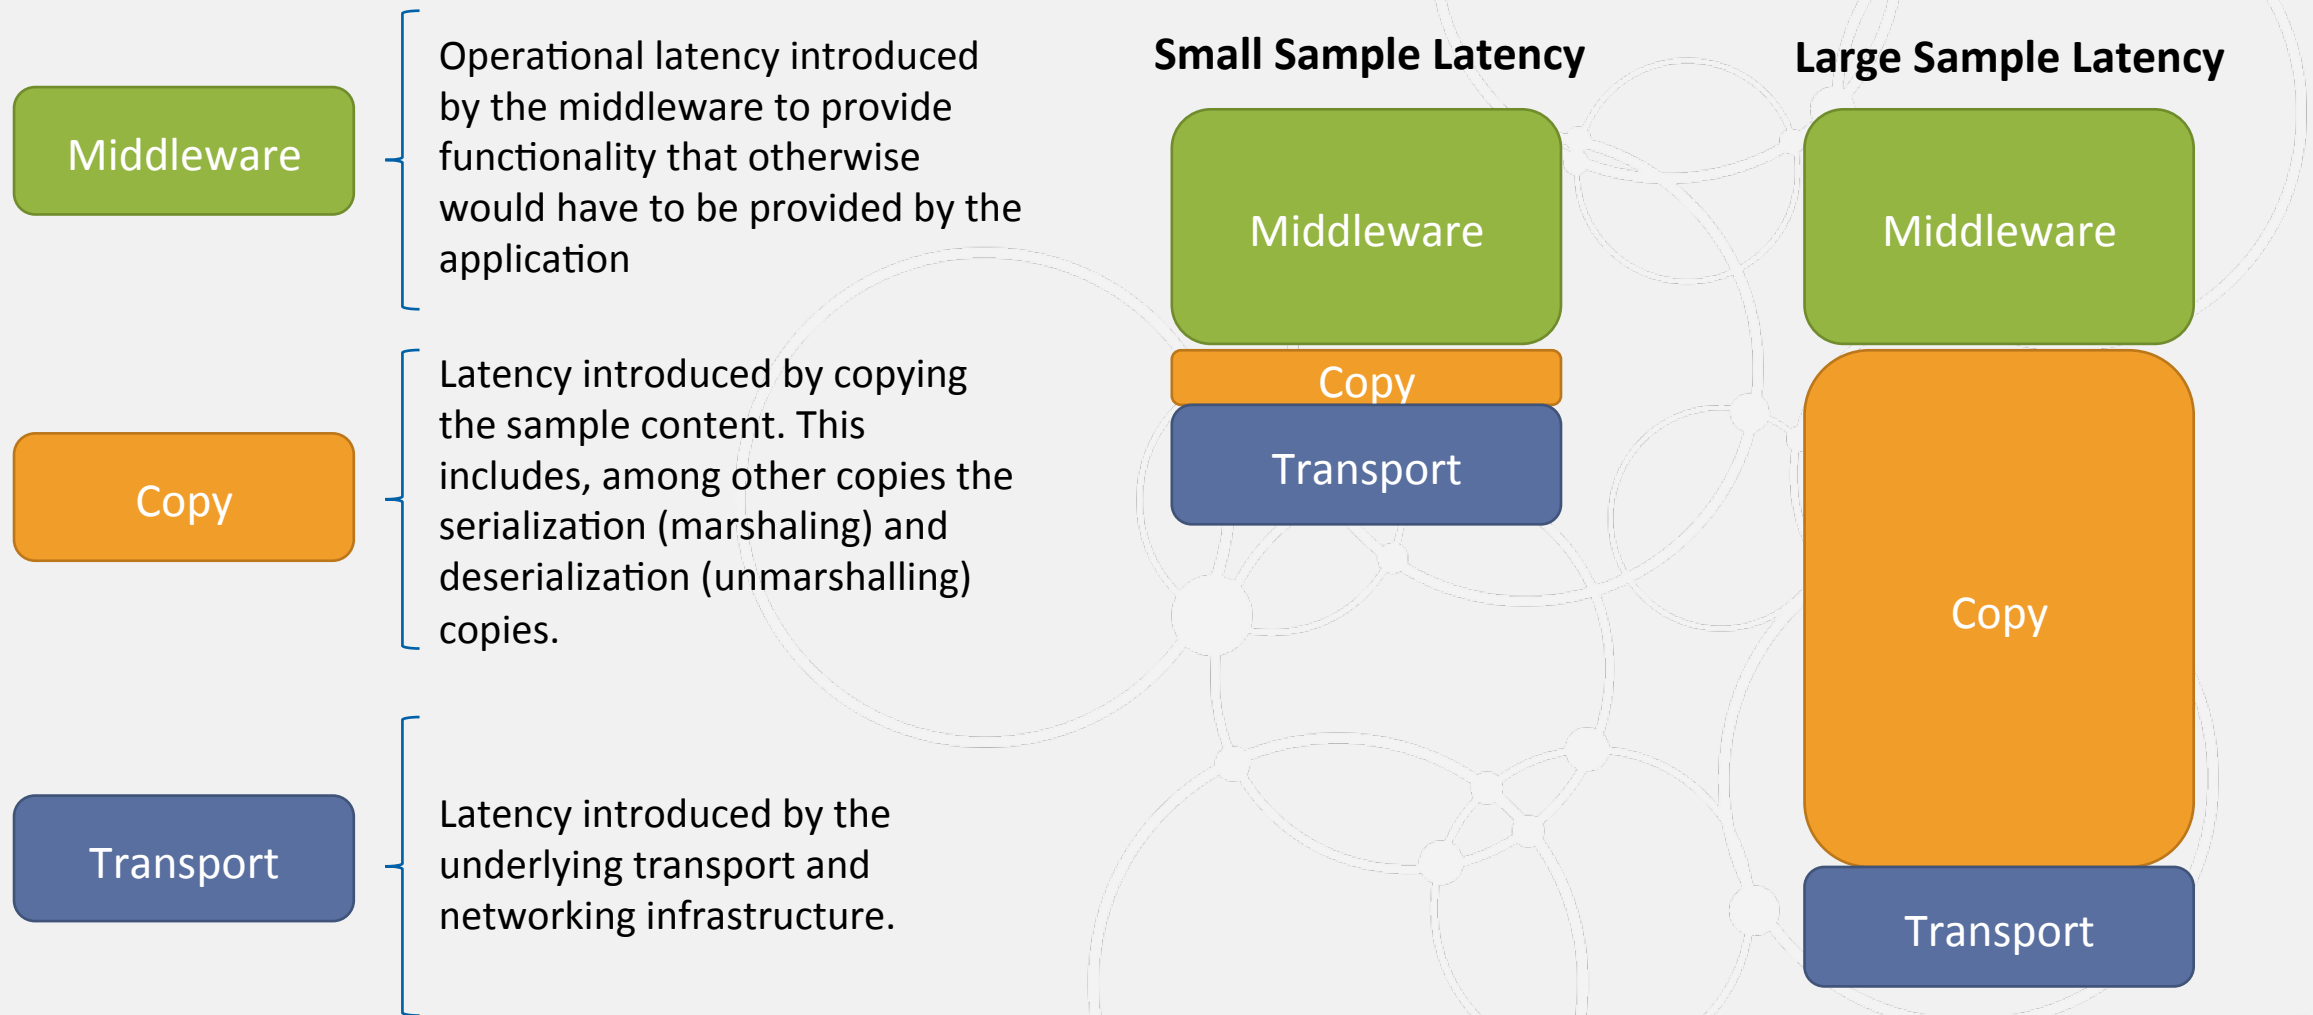 Middleware
Operational latency introduced
by the middleware to provide
functionality that otherwise
would have to be provided by the
application
Copy
Latency introduced by copying
the sample content. This
includes, among other copies the
serialization (marshaling) and
deserialization (unmarshalling)
copies.
Transport
Latency introduced by the
underlying transport and
networking infrastructure.
Small Sample Latency
Middleware
Copy
Transport
Large Sample Latency
Middleware
Copy
Transport